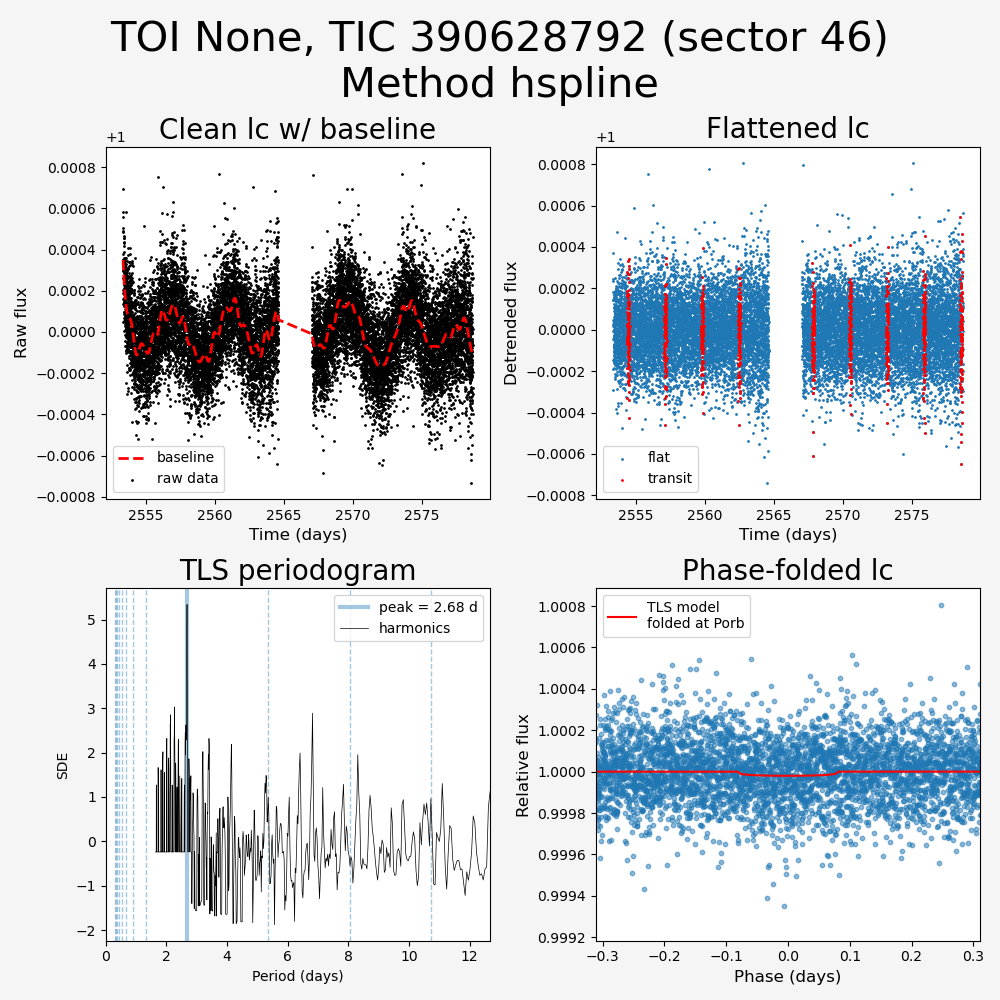 TOI None, TIC 390628792 (sector 46)
Method hspline
Clean lc w/ baseline
+1
0.0008
0.0006
0.0004
0.0002
0.0000
−0.0002
−0.0004
−0.0006
−0.0008
Raw flux
baseline
raw data
2555
2560
2565
2570
2575
Time (days)
Flattened lc
+1
0.0008
0.0006
0.0004
0.0002
0.0000
−0.0002
−0.0004
−0.0006
−0.0008
Detrended flux
flat
transit
2555
2560
2565
2570
2575
Time (days)
TLS periodogram
5
4
3
2
1
0
−1
−2
SDE
peak = 2.68 d
harmonics
0
2
4
6
8
10
12
Period (days)
Phase-folded lc
1.0008
1.0006
1.0004
1.0002
1.0000
0.9998
0.9996
0.9994
0.9992
Relative flux
TLS model
folded at Porb
−0.3
−0.2
−0.1
0.0
0.1
0.2
0.3
Phase (days)